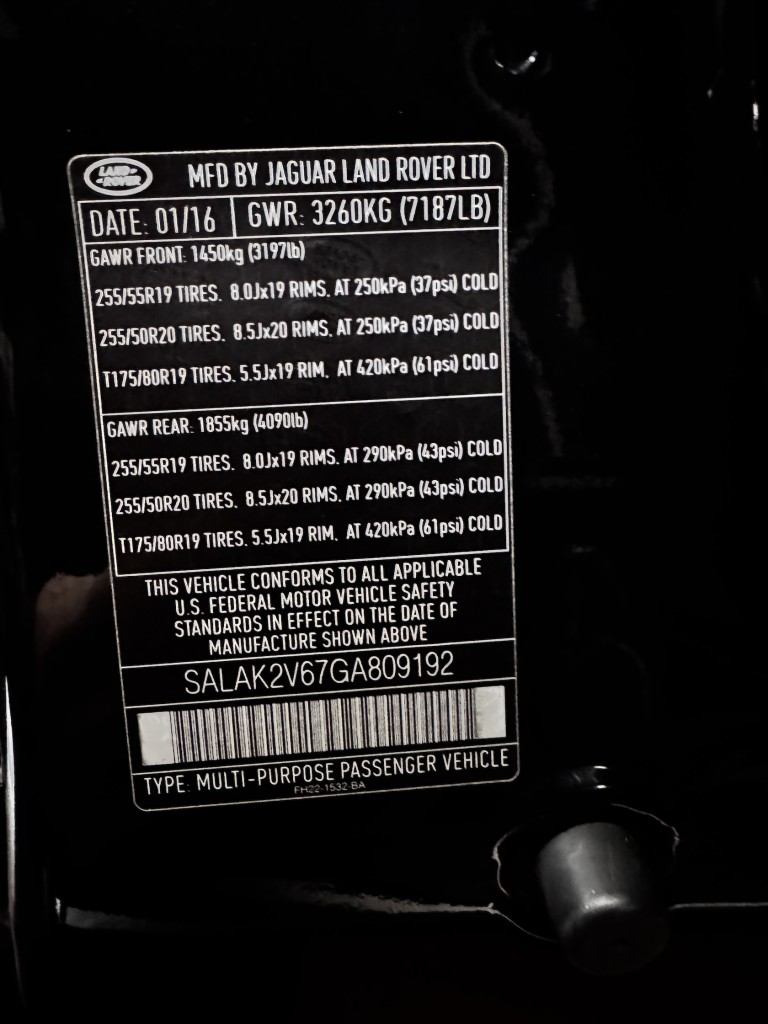 LAND-
-ROVER
MFD BY JAGUAR LAND ROVER LTD
DATE: 01/16 GWR: 3260KG (7187LB)
GAWR FRONT: 1450kg (3197lb)
255/55R19 TIRES. 8.0Jx19 RIMS. AT 250kPa (37psi) COLD
255/50R20 TIRES. 8.5Jx20 RIMS. AT 250kPa (37psi) COLD
T175/80R19 TIRES. 5.5Jx19 RIM. AT 420kPa (61psi) COLD
GAWR REAR: 1855kg (4090lb)
255/55R19 TIRES. 8.0Jx19 RIMS. AT 290kPa (43psi) COLD
255/50R20 TIRES. 8.5Jx20 RIMS. AT 290kPa (43psi) COLD
T175/80R19 TIRES. 5.5Jx19 RIM. AT 420kPa (61psi) COLD
THIS VEHICLE CONFORMS TO ALL APPLICABLE
U.S. FEDERAL MOTOR VEHICLE SAFETY
STANDARDS IN EFFECT ON THE DATE OF
MANUFACTURE SHOWN ABOVE
SALAK2V67GA809192
TYPE: MULTI-PURPOSE PASSENGER VEHICLE
FH22-1532-BA